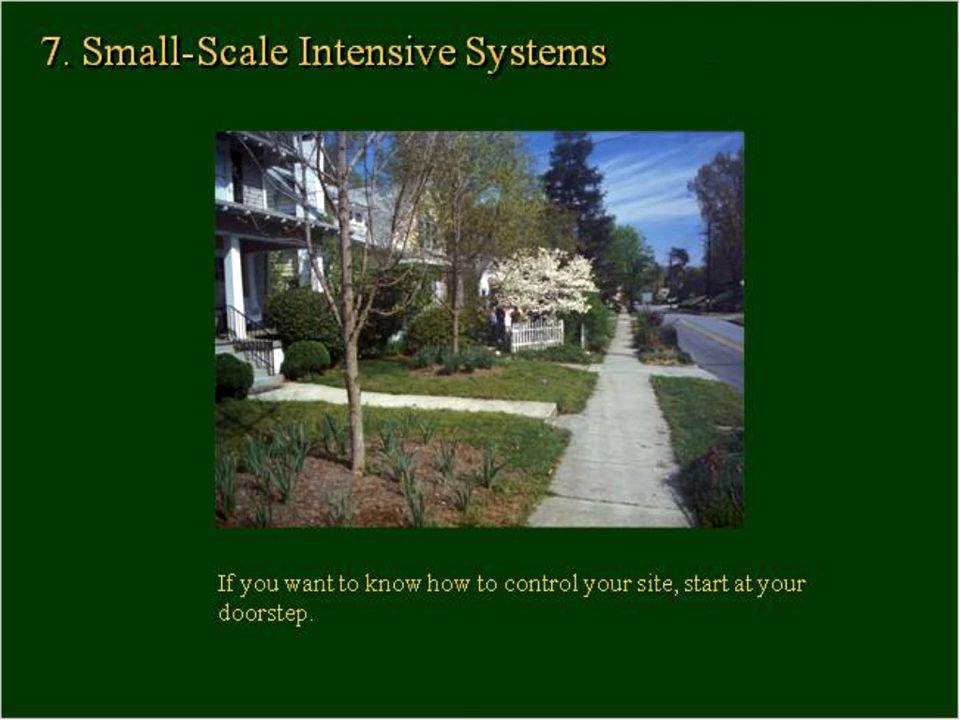 7. Small-Scale Intensive Systems
If you want to know how to control your site, start at your
doorstep.